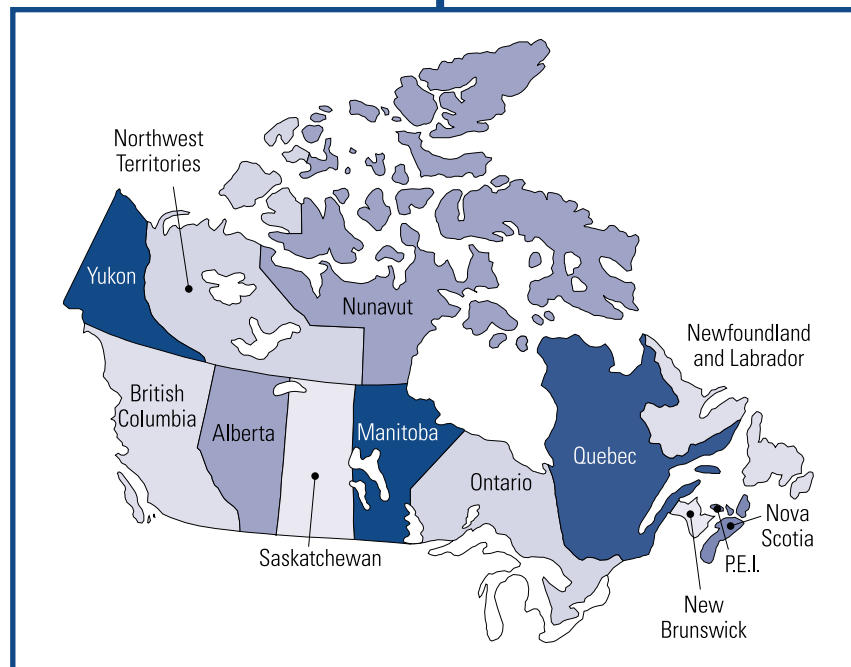 Northwest
Territories
Yukon
Nunavut
Newfoundland
and Labrador
British
Columbia
Alberta
Manitoba
Quebec
Ontario
Saskatchewan
Nova
Scotia
P.E.I.
New
Brunswick